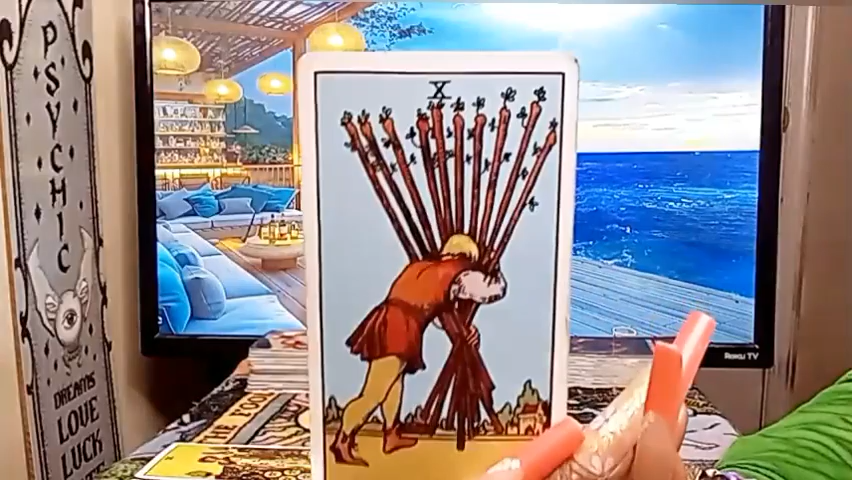 PSYCHIC
DREAMS
LOVE
LUCK
X
THE FOOL
ROKU TV